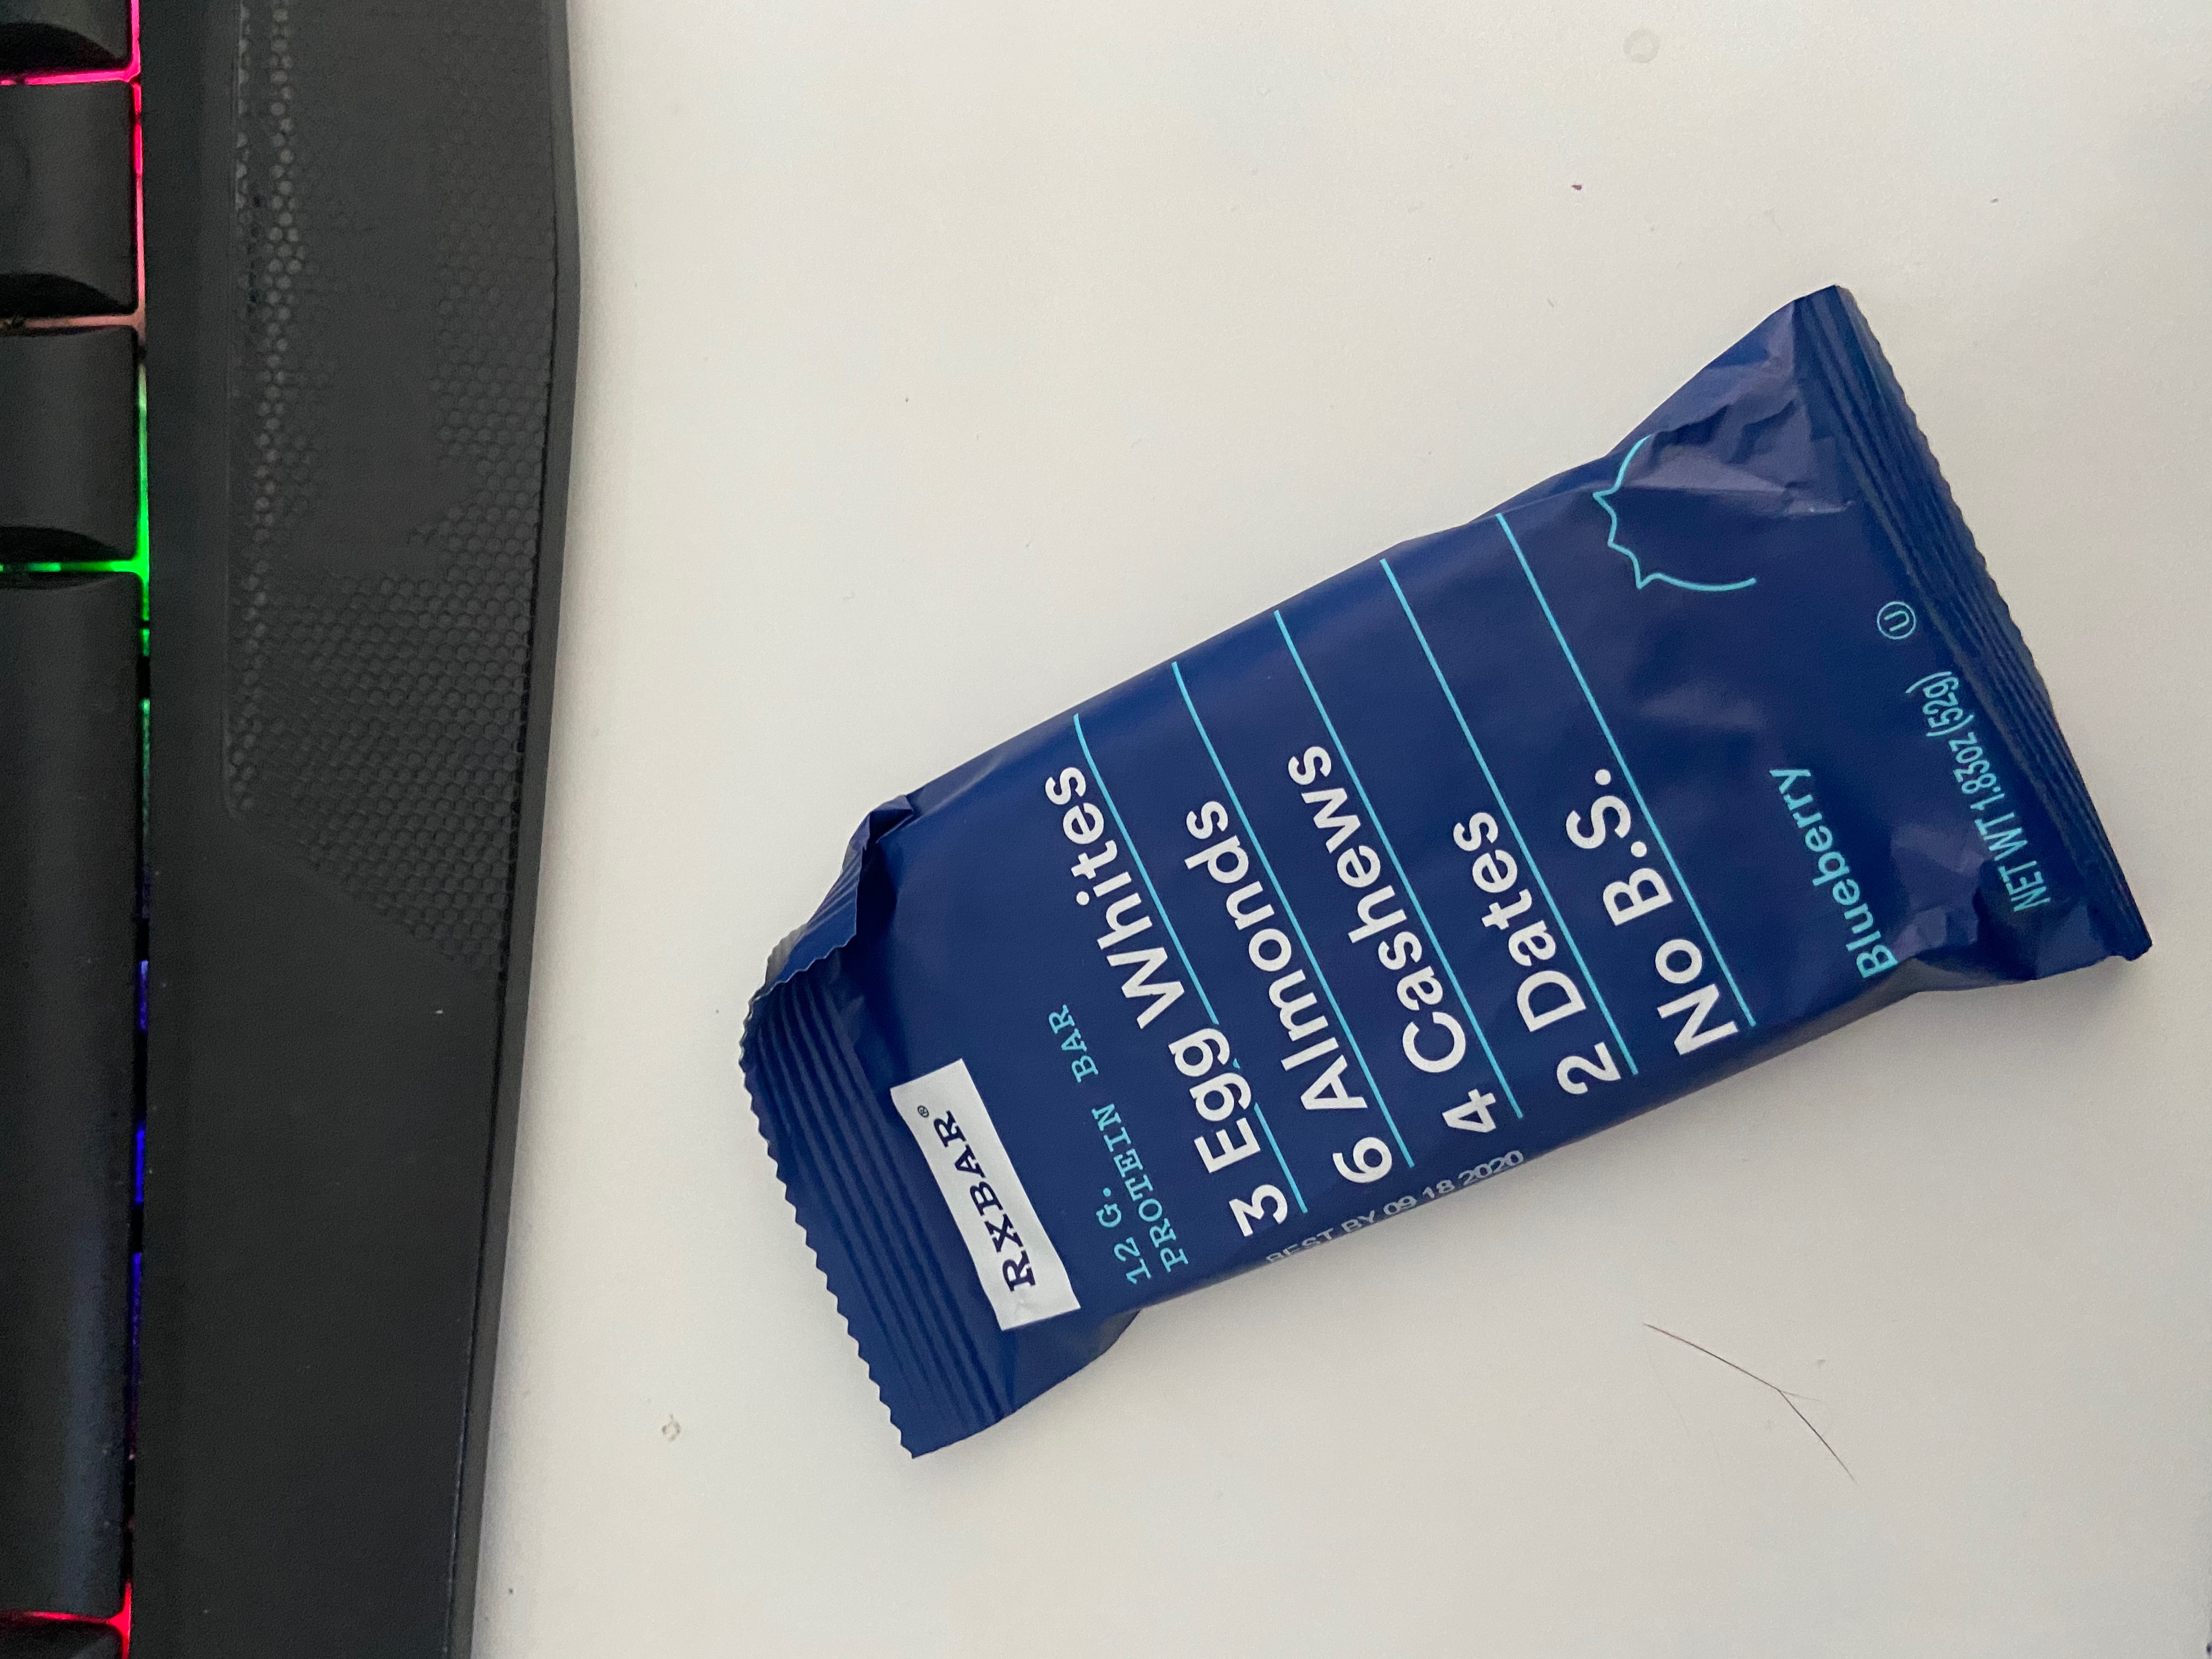 RXBAR®
12 G.
PROTEIN BAR
3 Egg Whites
6 Almonds
4 Cashews
2 Dates
No B.S.
Blueberry
NET WT 1.83oz (52g)
U
BEST BY 09 18 2020